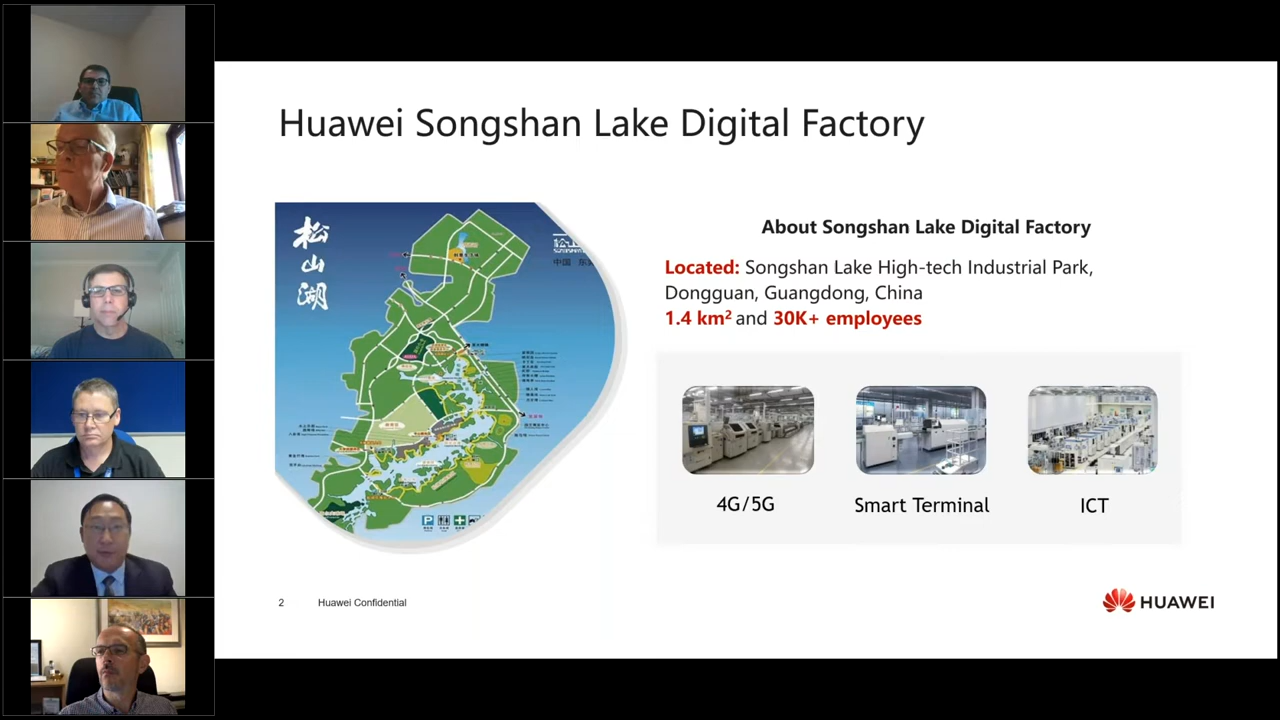 Huawei Songshan Lake Digital Factory
松
山
湖
About Songshan Lake Digital Factory
Located: Songshan Lake High-tech Industrial Park,
Dongguan, Guangdong, China
1.4 km² and 30K+ employees
4G/5G
Smart Terminal
ICT
2
Huawei Confidential
HUAWEI